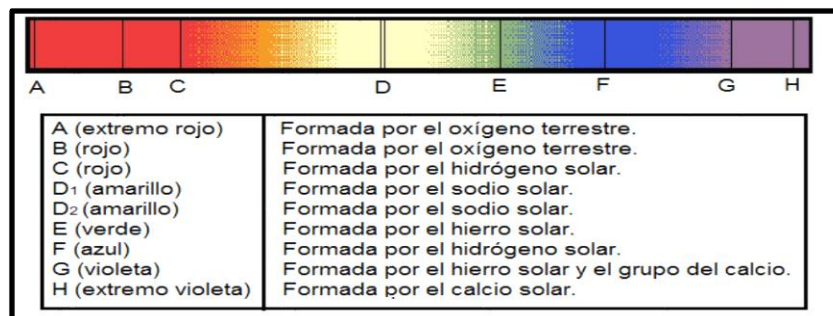 A B C D E F G H
A (extremo rojo) Formada por el oxígeno terrestre.
B (rojo) Formada por el oxígeno terrestre.
C (rojo) Formada por el hidrógeno solar.
D1 (amarillo) Formada por el sodio solar.
D2 (amarillo) Formada por el sodio solar.
E (verde) Formada por el hierro solar.
F (azul) Formada por el hidrógeno solar.
G (violeta) Formada por el hierro solar y el grupo del calcio.
H (extremo violeta) Formada por el calcio solar.